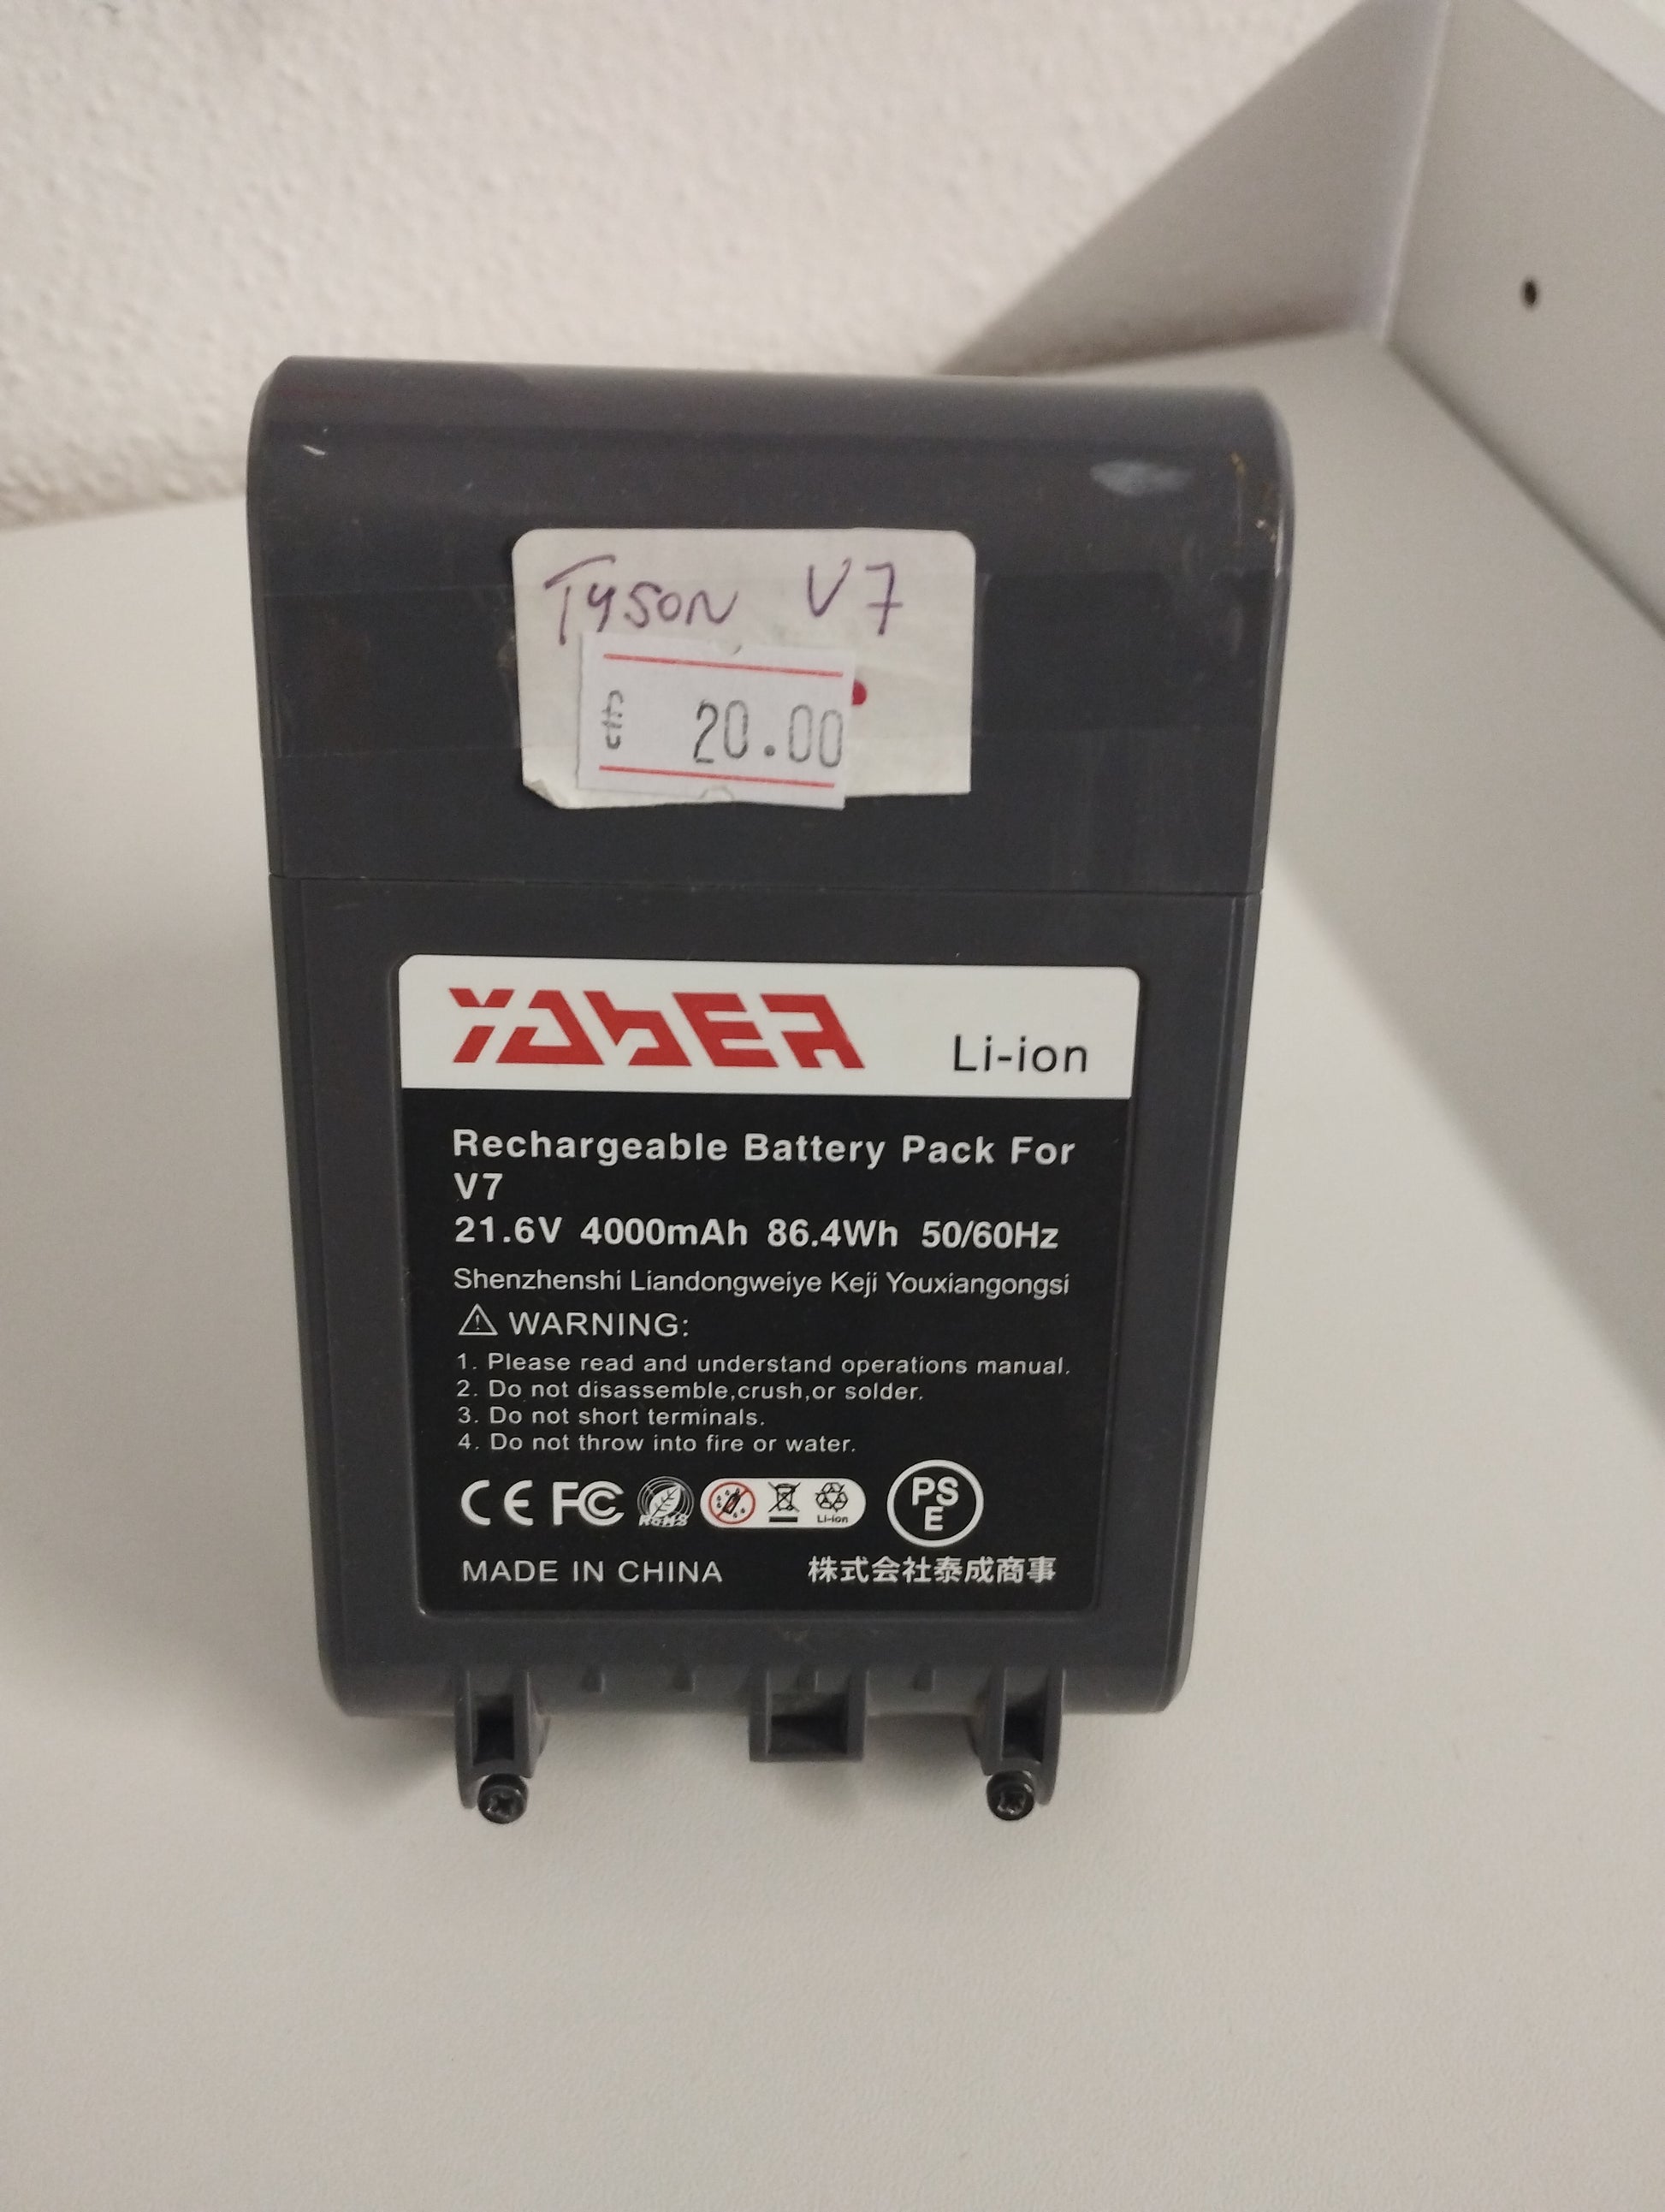 Tyson V7
€ 20.00
YABER Li-ion
Rechargeable Battery Pack For
V7
21.6V 4000mAh 86.4Wh 50/60Hz
Shenzhenshi Liandongweiye Keji Youxiangongsi
WARNING:
1. Please read and understand operations manual.
2. Do not disassemble,crush,or solder.
3. Do not short terminals.
4. Do not throw into fire or water.
CE FC RoHS Li-ion PSE
MADE IN CHINA 株式会社泰成商事